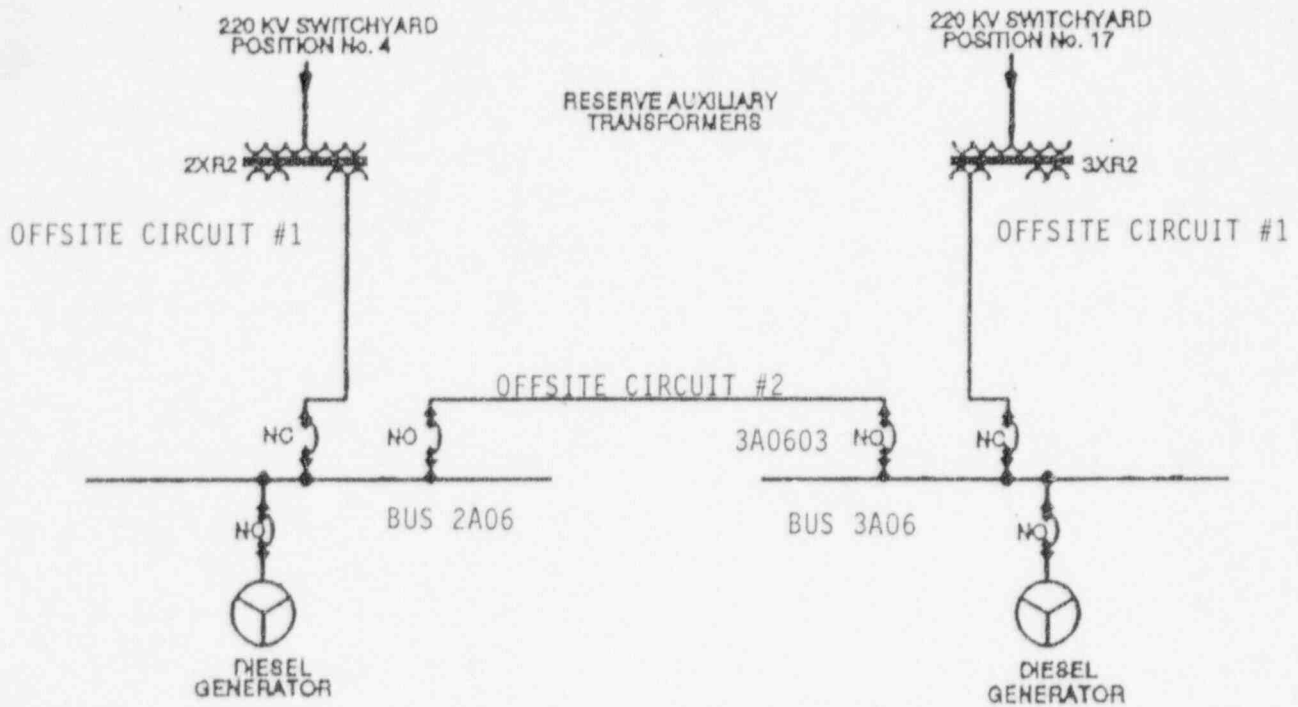 220 KV SWITCHYARD
POSITION No. 4
220 KV SWITCHYARD
POSITION No. 17
RESERVE AUXILIARY
TRANSFORMERS
2XR2
3XR2
OFFSITE CIRCUIT #1
OFFSITE CIRCUIT #1
OFFSITE CIRCUIT #2
NC
NO
3A0603
NO
NC
BUS 2A06
BUS 3A06
NO
NO
DIESEL
GENERATOR
DIESEL
GENERATOR